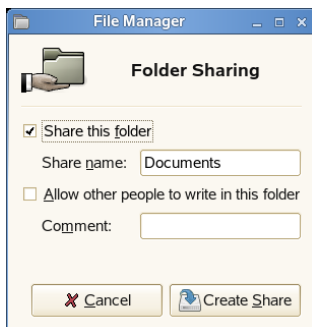 File Manager
Folder Sharing
Share this folder
Share name: Documents
Allow other people to write in this folder
Comment:
Cancel Create Share